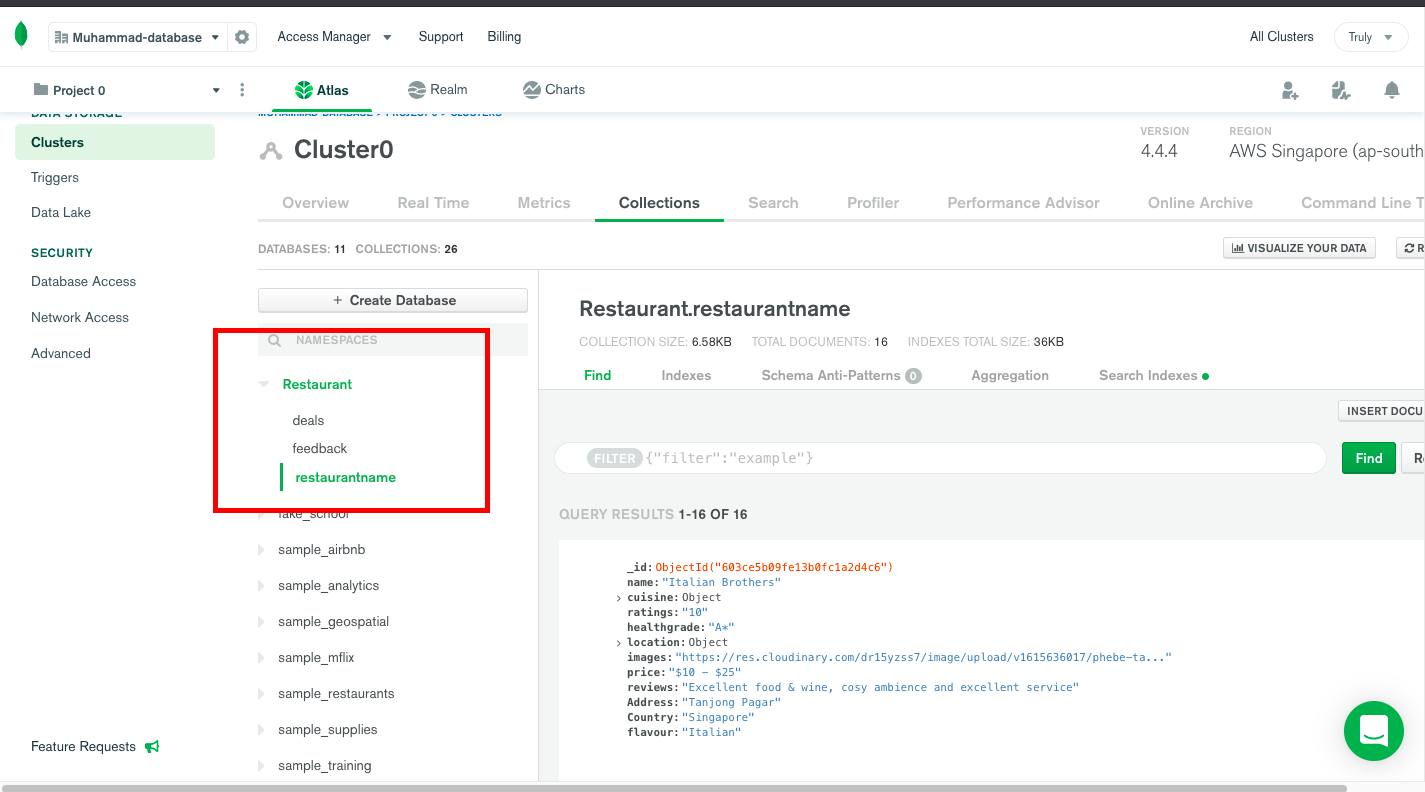 Muhammad-database
Access Manager
Support
Billing
All Clusters
Truly
Project 0
Atlas
Realm
Charts
DATA STORAGE
Clusters
Triggers
Data Lake
SECURITY
Database Access
Network Access
Advanced
Feature Requests
MUHAMMAD-DATABASE > PROJECT 0 > CLUSTERS
Cluster0
VERSION
4.4.4
REGION
AWS Singapore (ap-south
Overview
Real Time
Metrics
Collections
Search
Profiler
Performance Advisor
Online Archive
Command Line T
DATABASES: 11 COLLECTIONS: 26
VISUALIZE YOUR DATA
R
+ Create Database
NAMESPACES
Restaurant
deals
feedback
restaurantname
fake_school
sample_airbnb
sample_analytics
sample_geospatial
sample_mflix
sample_restaurants
sample_supplies
sample_training
Restaurant.restaurantname
COLLECTION SIZE: 6.58KB TOTAL DOCUMENTS: 16 INDEXES TOTAL SIZE: 36KB
Find
Indexes
Schema Anti-Patterns 0
Aggregation
Search Indexes
INSERT DOCU
FILTER {"filter":"example"}
Find
Re
QUERY RESULTS 1-16 OF 16
_id:ObjectId("603ce5b09fe13b0fc1a2d4c6")
name:"Italian Brothers"
> cuisine:Object
ratings:"10"
healthgrade:"A*"
> location:Object
images:"https://res.cloudinary.com/dr15yzss7/image/upload/v1615636017/phebe-ta..."
price:"$10 - $25"
reviews:"Excellent food & wine, cosy ambience and excellent service"
Address:"Tanjong Pagar"
Country:"Singapore"
flavour:"Italian"